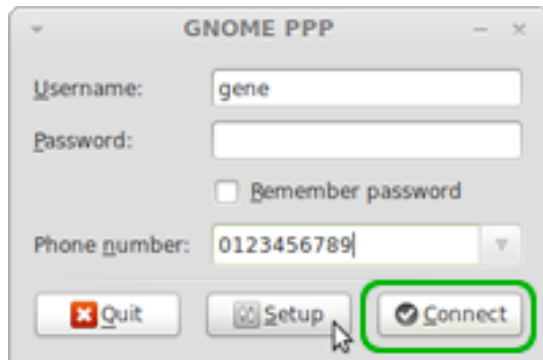 GNOME PPP
Username: gene
Password:
Remember password
Phone number: 0123456789
Quit Setup Connect